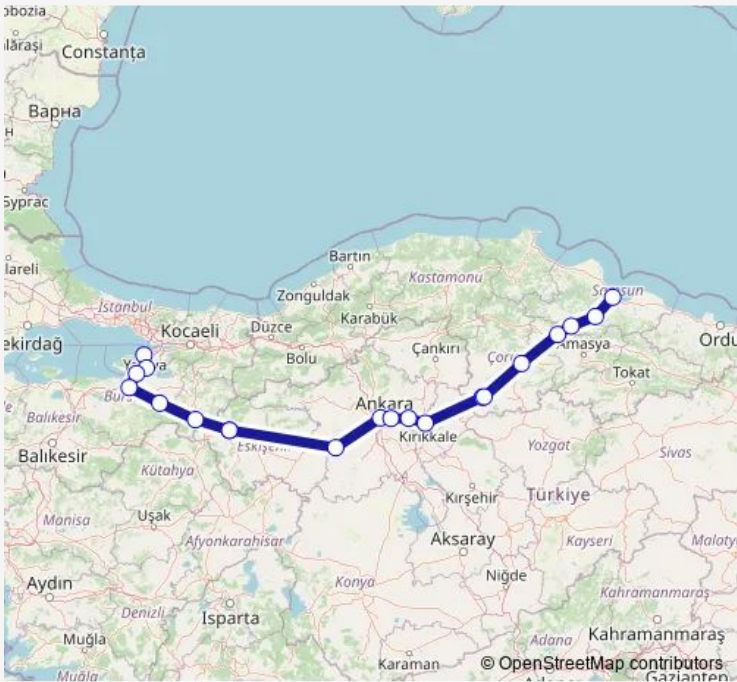 Constanța
Варна
Bartın
Zonguldak
Kastamonu
Samsun
İstanbul
Karabük
Kocaeli
Düzce
Ordu
Bolu
Çankırı
Amasya
Tokat
Ankara
Balıkesir
Kırıkkale
Balıkesir
Kütahya
Yozgat
Sivas
Kırşehir
Türkiye
Manisa
Uşak
Afyonkarahisar
Aksaray
Kayseri
Aydın
Konya
Niğde
Kahramanmaraş
Denizli
Isparta
Kahramanmaraş
Muğla
Adana
Karaman
© OpenStreetMap contributors
Muğla